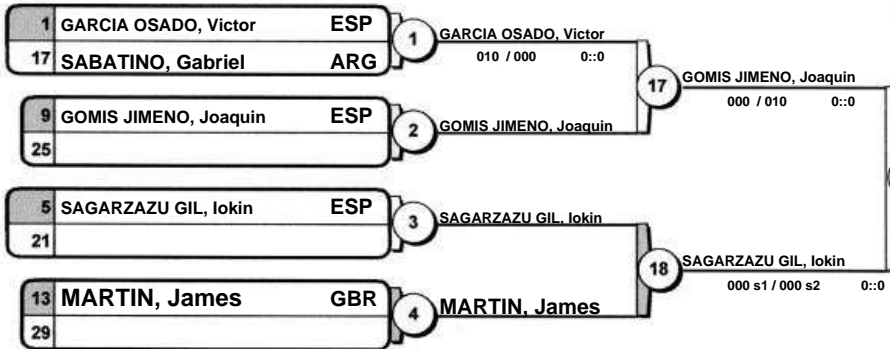 1 GARCIA OSADO, Victor ESP
17 SABATINO, Gabriel ARG
1
GARCIA OSADO, Victor
010 / 000 0::0
9 GOMIS JIMENO, Joaquin ESP
25
2
GOMIS JIMENO, Joaquin
17
GOMIS JIMENO, Joaquin
000 / 010 0::0
5 SAGARZAZU GIL, Iokin ESP
21
3
SAGARZAZU GIL, Iokin
13 MARTIN, James GBR
29
4
MARTIN, James
18
SAGARZAZU GIL, Iokin
000 s1 / 000 s2 0::0